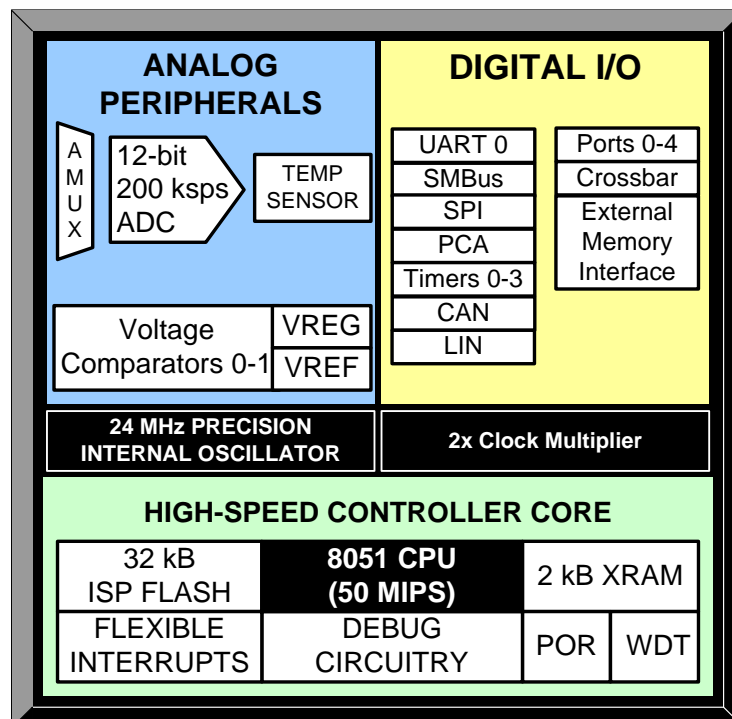 ANALOG
PERIPHERALS
A
M
U
X
12-bit
200 ksps
ADC
TEMP
SENSOR
Voltage
Comparators 0-1
VREG
VREF
DIGITAL I/O
UART 0
SMBus
SPI
PCA
Timers 0-3
CAN
LIN
Ports 0-4
Crossbar
External
Memory
Interface
24 MHz PRECISION
INTERNAL OSCILLATOR
2x Clock Multiplier
HIGH-SPEED CONTROLLER CORE
32 kB
ISP FLASH
8051 CPU
(50 MIPS)
2 kB XRAM
FLEXIBLE
INTERRUPTS
DEBUG
CIRCUITRY
POR
WDT